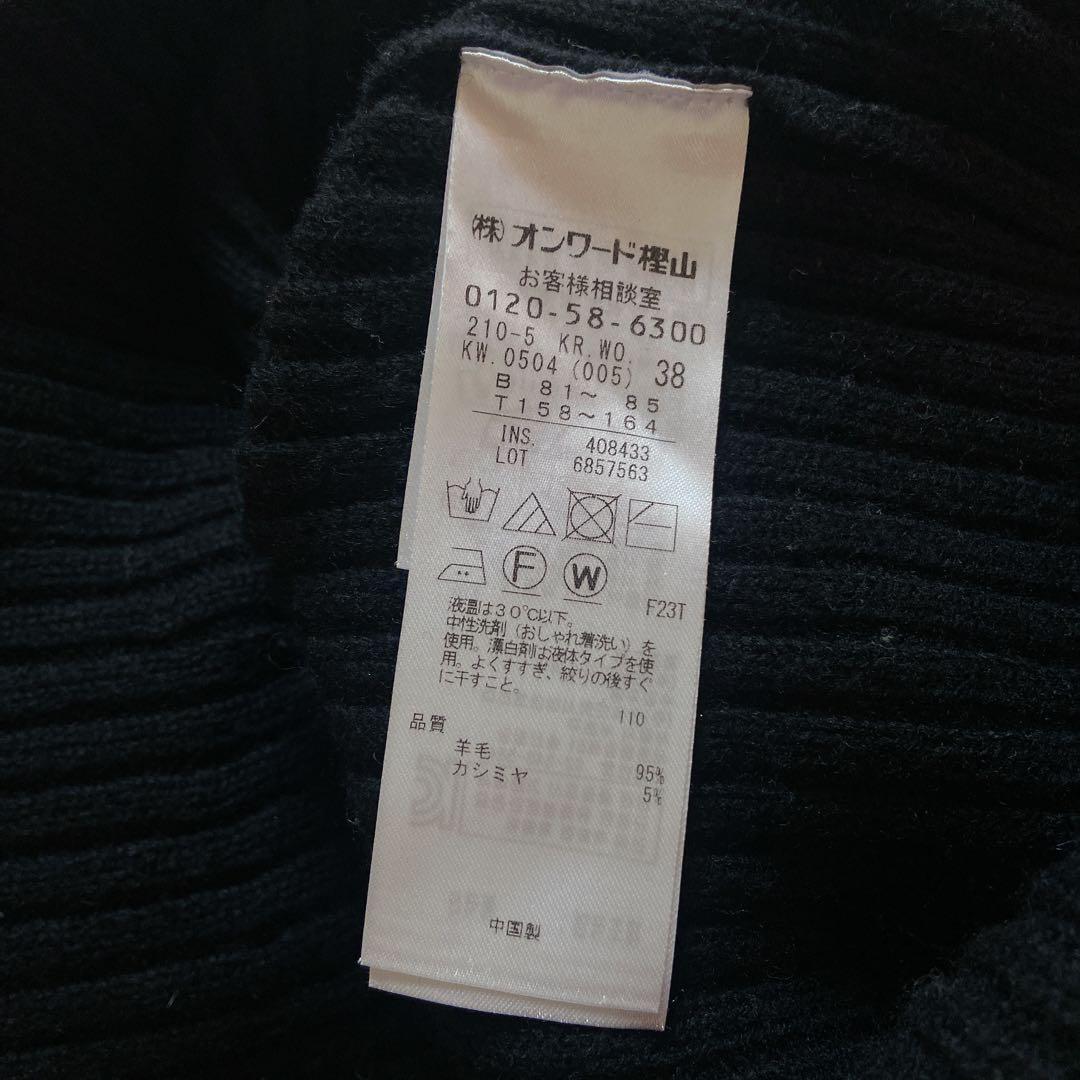 ㈱オンワード樫山
お客様相談室
0120-58-6300
210-5 KR.WO.
KW.0504 (005) 38
B 81～ 85
T158～164
INS. 408433
LOT 6857563
F W F23T
液温は30℃以下。
中性洗剤（おしゃれ着洗い）を
使用。漂白剤は液体タイプを使
用。よくすすぎ、絞りの後すぐ
に干すこと。
110
品質
羊毛 95%
カシミヤ 5%
中国製